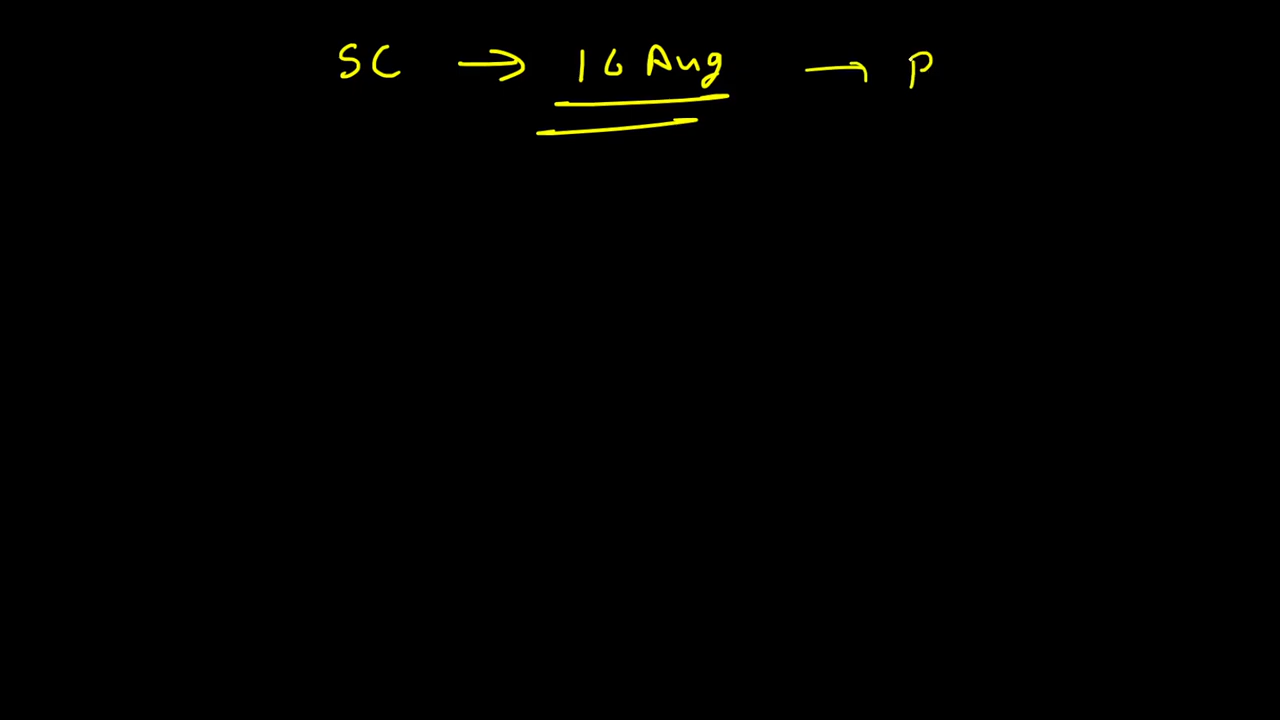 SC → 16 Aug → P